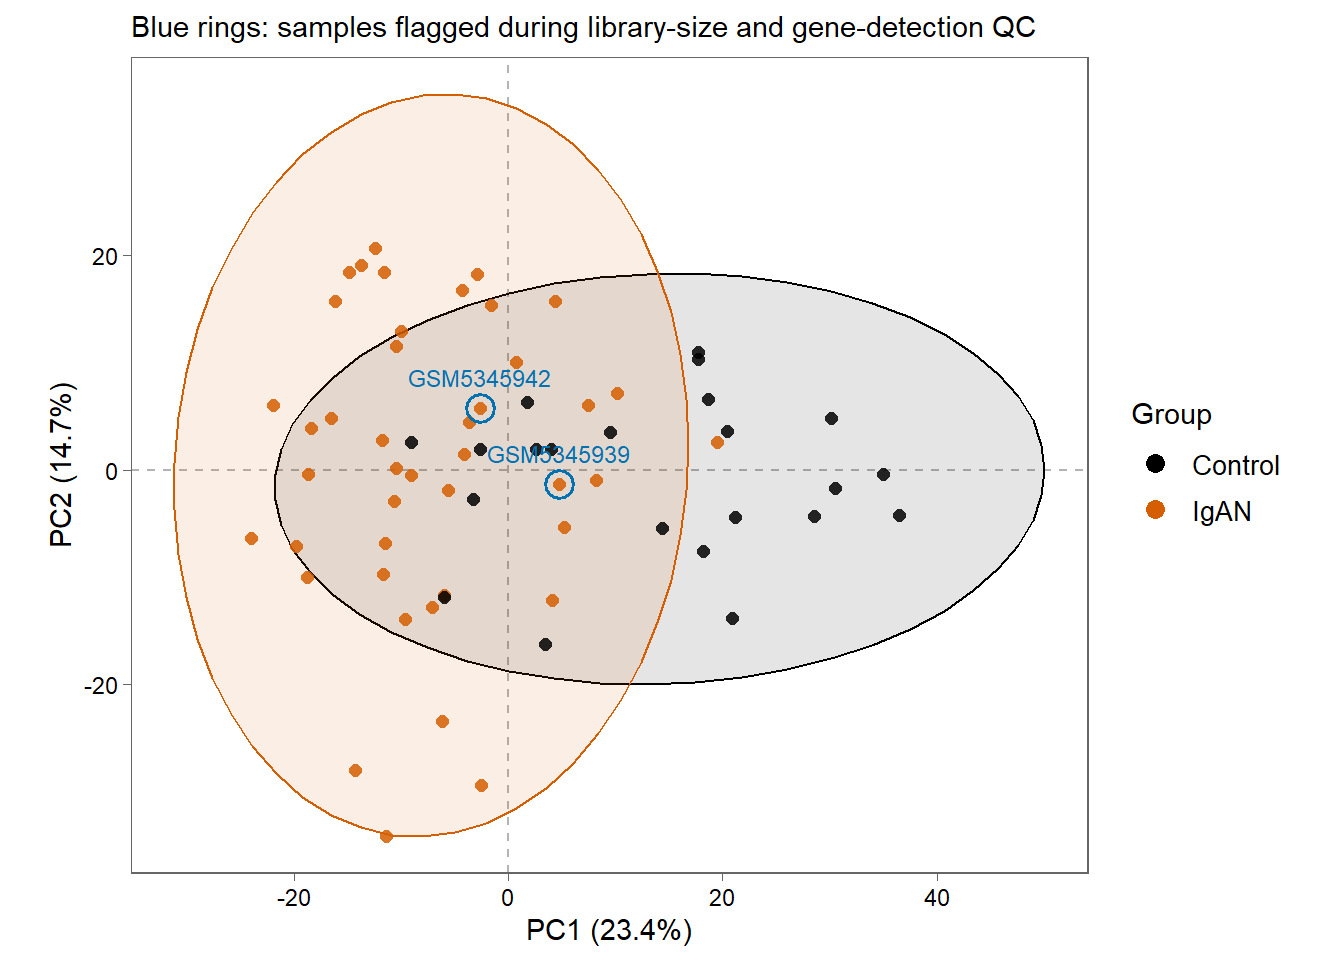 Blue rings: samples flagged during library-size and gene-detection QC
20
0
-20
PC2 (14.7%)
GSM5345942
GSM5345939
-20
0
20
40
PC1 (23.4%)
Group
Control
IgAN